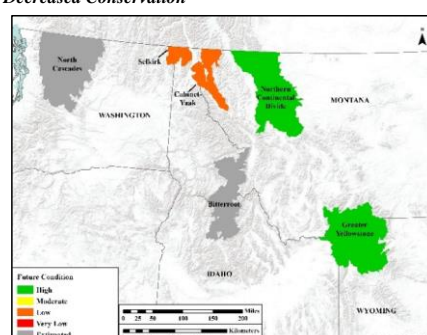 Decreased Conservation
North
Cascades
Selkirk
Cabinet-
Yaak
Northern
Continental
Divide
MONTANA
WASHINGTON
Bitterroot
Greater
Yellowstone
IDAHO
WYOMING
Future Condition
High
Moderate
Low
Very Low
Extirpated
Miles
0 25 50 100 150 200
Kilometers